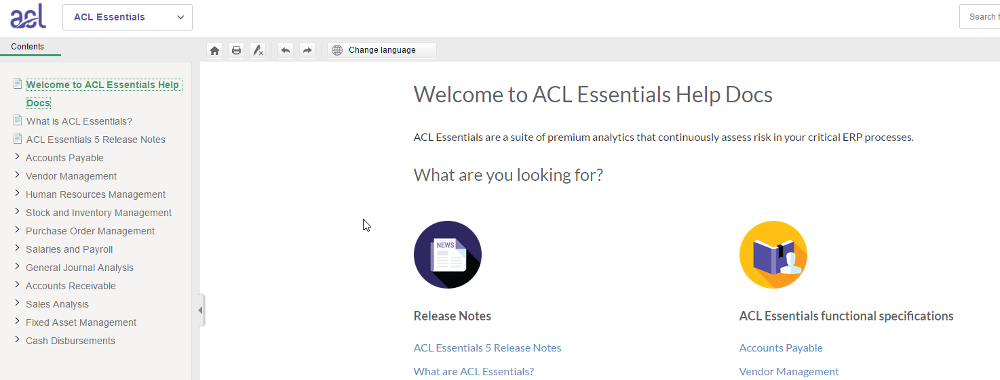 acl
ACL Essentials
Search f
Contents
Change language
Welcome to ACL Essentials Help
Docs
What is ACL Essentials?
ACL Essentials 5 Release Notes
Accounts Payable
Vendor Management
Human Resources Management
Stock and Inventory Management
Purchase Order Management
Salaries and Payroll
General Journal Analysis
Accounts Receivable
Sales Analysis
Fixed Asset Management
Cash Disbursements
Welcome to ACL Essentials Help Docs
ACL Essentials are a suite of premium analytics that continuously assess risk in your critical ERP processes.
What are you looking for?
NEWS
Release Notes
ACL Essentials 5 Release Notes
What are ACL Essentials?
ACL Essentials functional specifications
Accounts Payable
Vendor Management